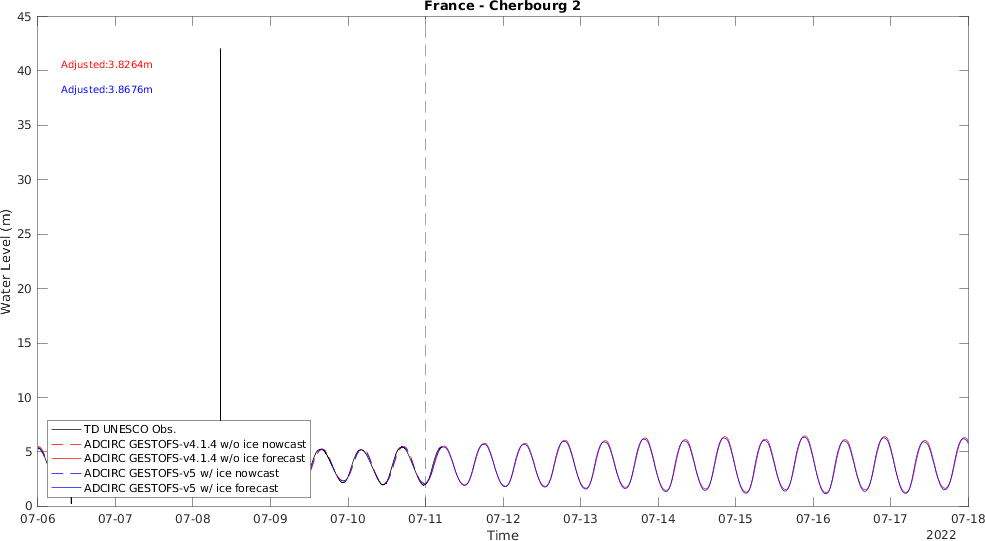 France - Cherbourg 2
45
40
35
30
25
20
15
10
5
0
Water Level (m)
Adjusted:3.8264m
Adjusted:3.8676m
TD UNESCO Obs.
ADCIRC GESTOFS-v4.1.4 w/o ice nowcast
ADCIRC GESTOFS-v4.1.4 w/o ice forecast
ADCIRC GESTOFS-v5 w/ ice nowcast
ADCIRC GESTOFS-v5 w/ ice forecast
07-06 07-07 07-08 07-09 07-10 07-11 07-12 07-13 07-14 07-15 07-16 07-17 07-18
Time
2022